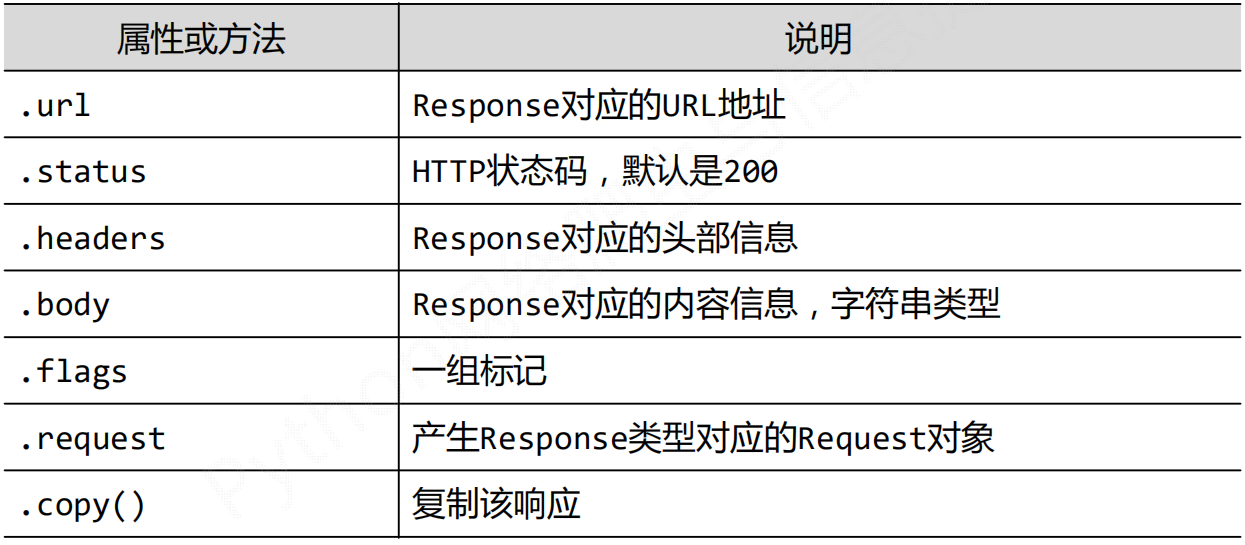 属性或方法 说明
.url Response对应的URL地址
.status HTTP状态码，默认是200
.headers Response对应的头部信息
.body Response对应的内容信息，字符串类型
.flags 一组标记
.request 产生Response类型对应的Request对象
.copy() 复制该响应